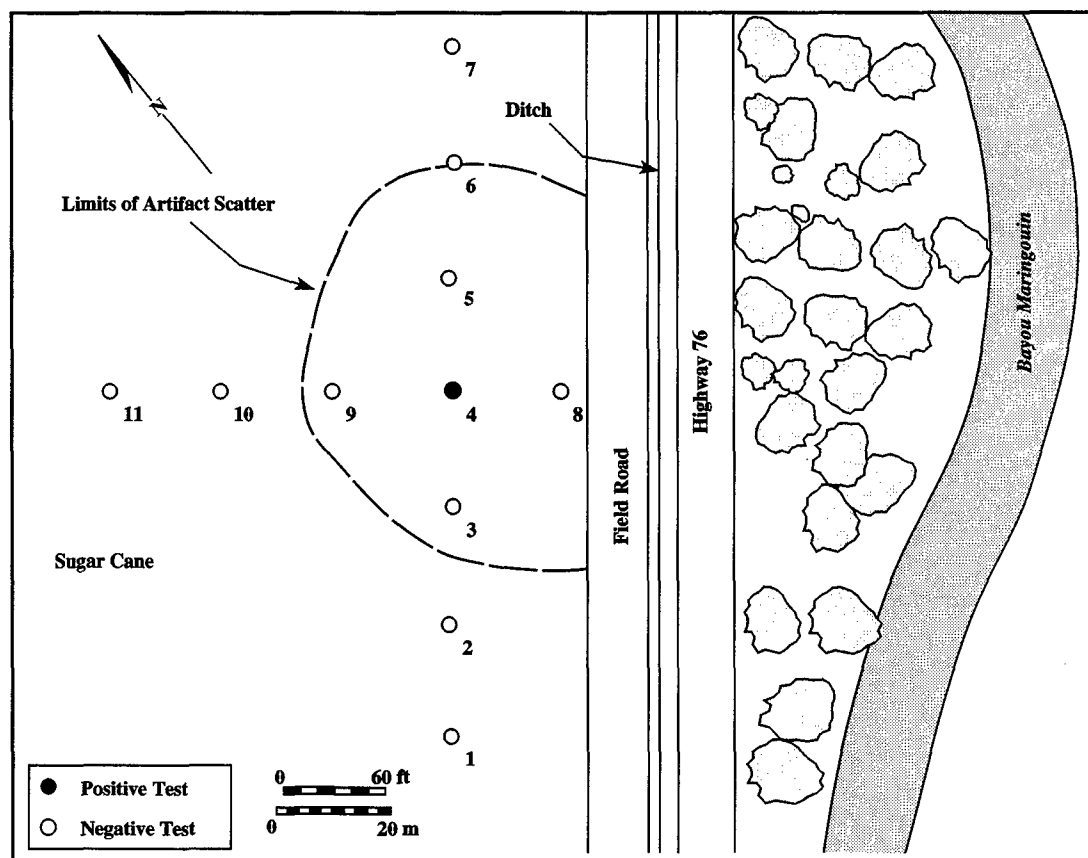 7
N
Ditch
6
Limits of Artifact Scatter
5
Bayou Maringouin
11
10
9
4
8
Highway 76
Field Road
3
Sugar Cane
2
1
0 60 ft
Positive Test
Negative Test
0 20 m